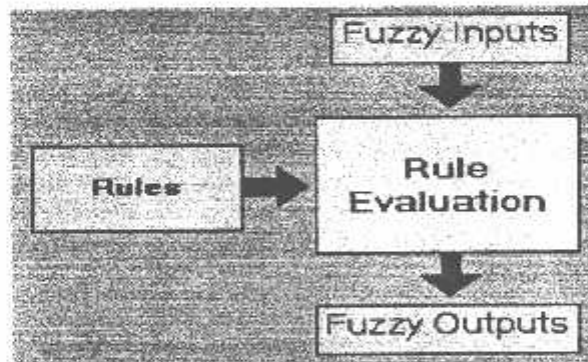 Fuzzy Inputs
Rules
Rule
Evaluation
Fuzzy Outputs